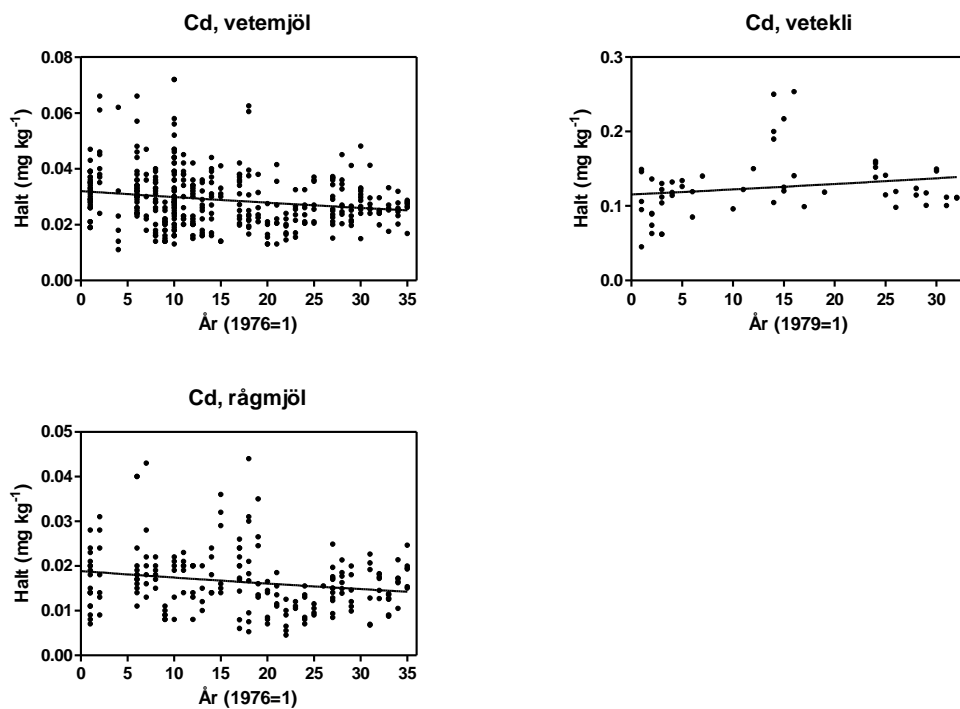 Cd, vetemjöl
0.08
0.06
0.04
0.02
0.00
Halt (mg kg⁻¹)
0 5 10 15 20 25 30 35
År (1976=1)
Cd, vetekli
0.3
0.2
0.1
0.0
Halt (mg kg⁻¹)
0 5 10 15 20 25 30
År (1979=1)
Cd, rågmjöl
0.05
0.04
0.03
0.02
0.01
0.00
Halt (mg kg⁻¹)
0 5 10 15 20 25 30 35
År (1976=1)